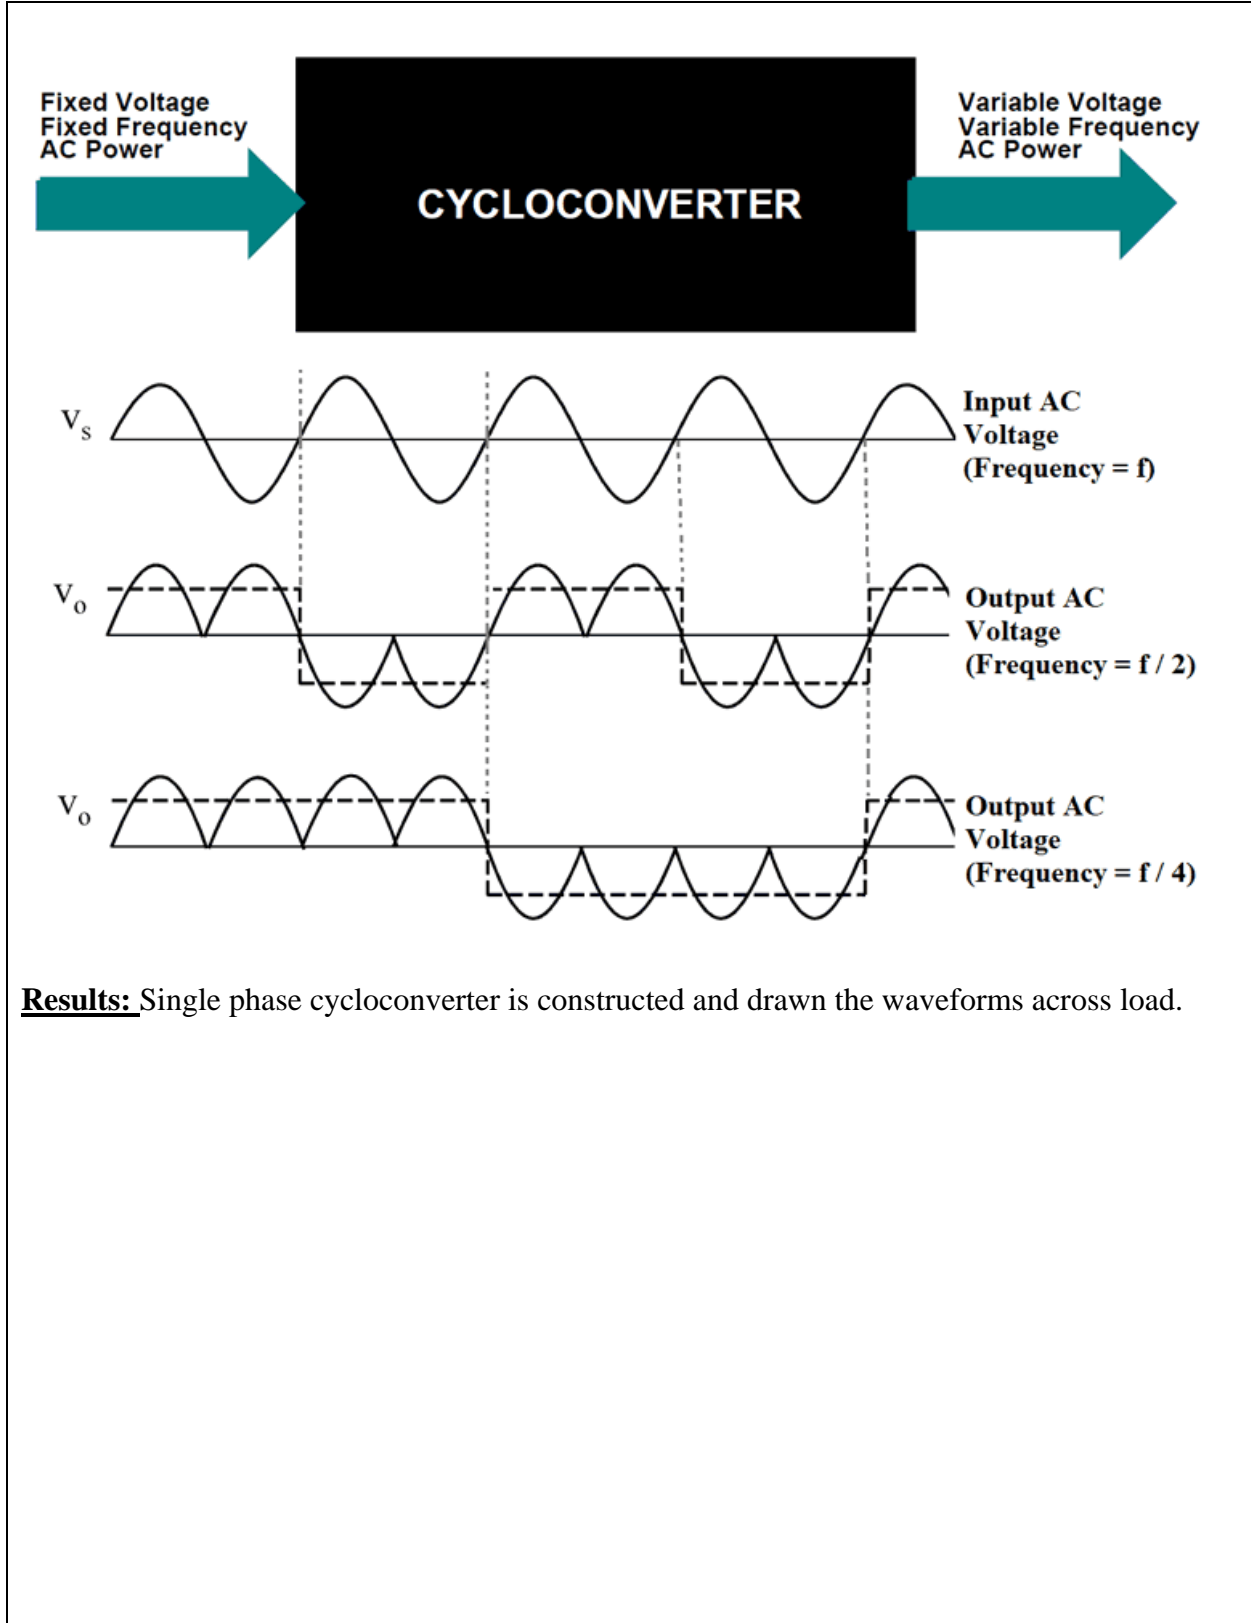 Fixed Voltage
Fixed Frequency
AC Power
CYCLOCONVERTER
Variable Voltage
Variable Frequency
AC Power
Vs
Input AC
Voltage
(Frequency = f)
Vo
Output AC
Voltage
(Frequency = f / 2)
Vo
Output AC
Voltage
(Frequency = f / 4)
Results: Single phase cycloconverter is constructed and drawn the waveforms across load.